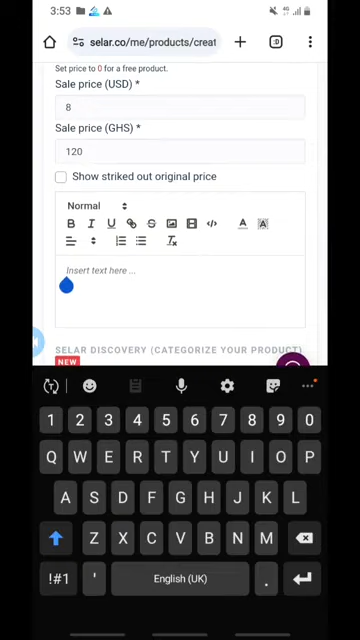 3:53
selar.co/me/products/creat
Set price to 0 for a free product.
Sale price (USD) *
8
Sale price (GHS) *
120
Show striked out original price
Normal
B I U S </> A A
Insert text here ...
SELAR DISCOVERY (CATEGORIZE YOUR PRODUCT)
NEW
1 2 3 4 5 6 7 8 9 0
Q W E R T Y U I O P
A S D F G H J K L
Z X C V B N M
!#1 ' English (UK) .